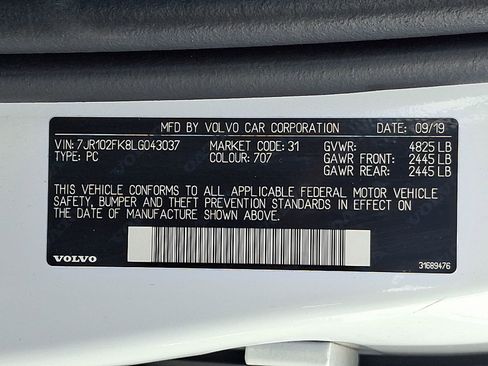 MFD BY VOLVO CAR CORPORATION DATE: 09/19
VIN: 7JR102FK8LG043037 MARKET CODE: 31 GVWR: 4825 LB
TYPE: PC COLOUR: 707 GAWR FRONT: 2445 LB
GAWR REAR: 2445 LB
THIS VEHICLE CONFORMS TO ALL APPLICABLE FEDERAL MOTOR VEHICLE
SAFETY, BUMPER AND THEFT PREVENTION STANDARDS IN EFFECT ON
THE DATE OF MANUFACTURE SHOWN ABOVE.
VOLVO 31689476